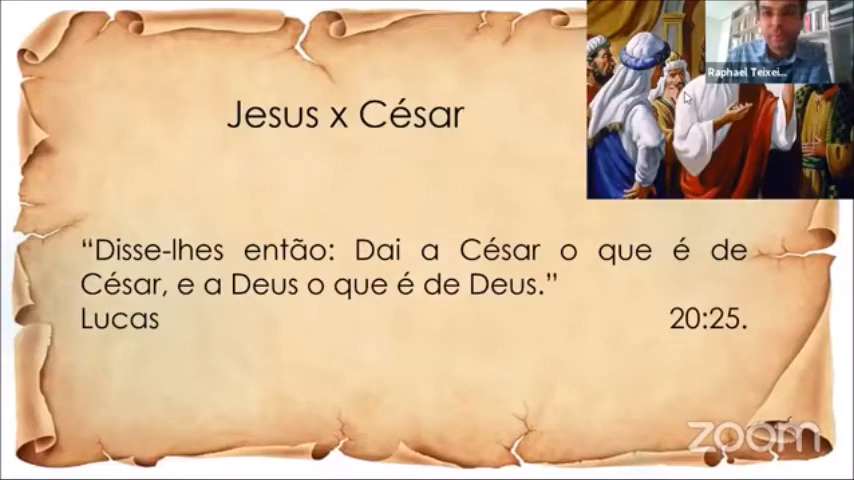 Raphael Teixei...
Jesus x César
“Disse-lhes então: Dai a César o que é de
César, e a Deus o que é de Deus.”
Lucas 20:25.
zoom